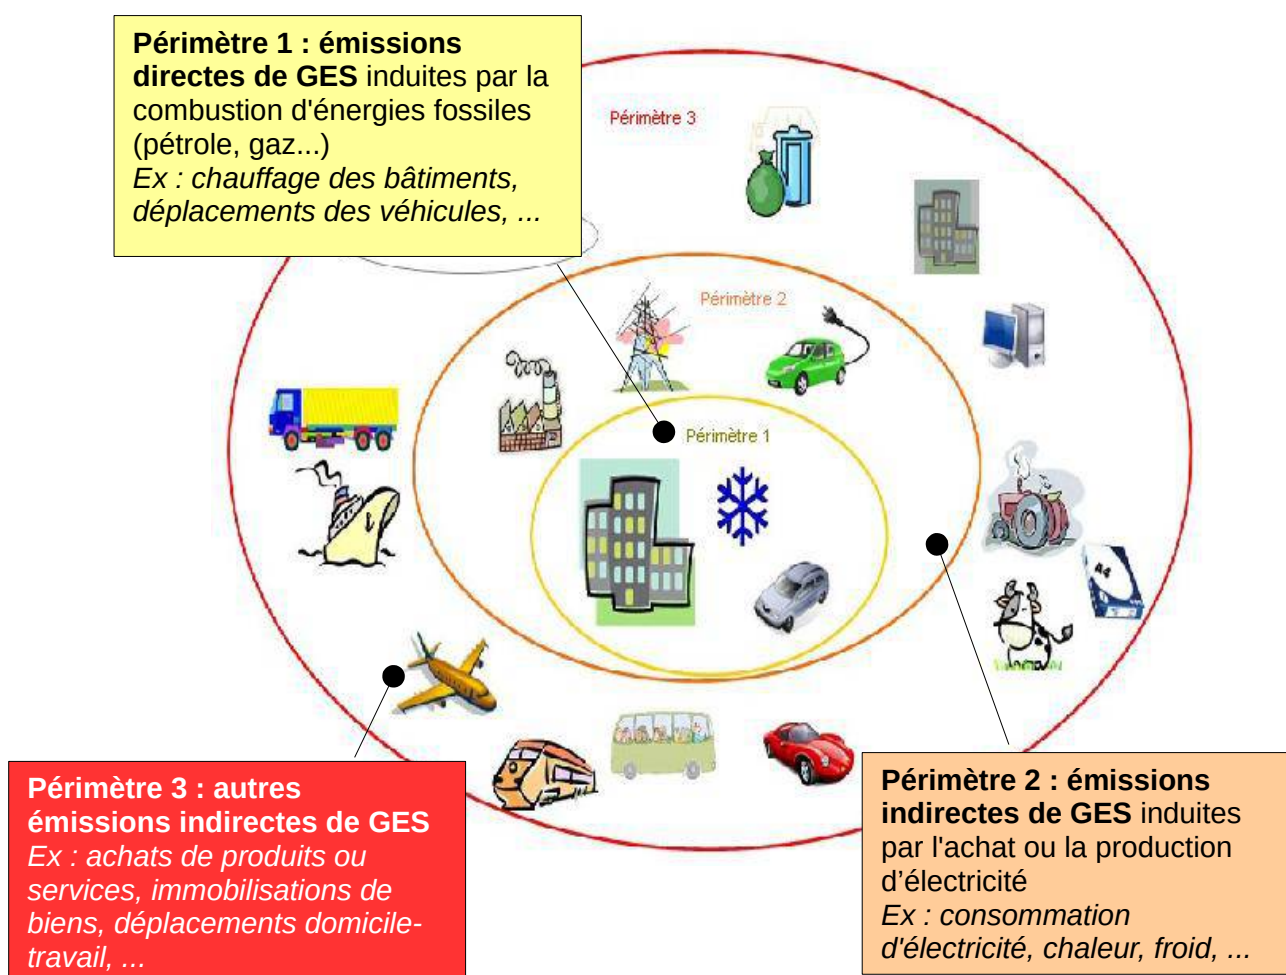 Périmètre 1 : émissions
directes de GES induites par la
combustion d'énergies fossiles
(pétrole, gaz...)
Ex : chauffage des bâtiments,
déplacements des véhicules, ...
Périmètre 3
Périmètre 2
Périmètre 1
A4
Périmètre 3 : autres
émissions indirectes de GES
Ex : achats de produits ou
services, immobilisations de
biens, déplacements domicile-
travail, ...
Périmètre 2 : émissions
indirectes de GES induites
par l'achat ou la production
d’électricité
Ex : consommation
d'électricité, chaleur, froid, ...